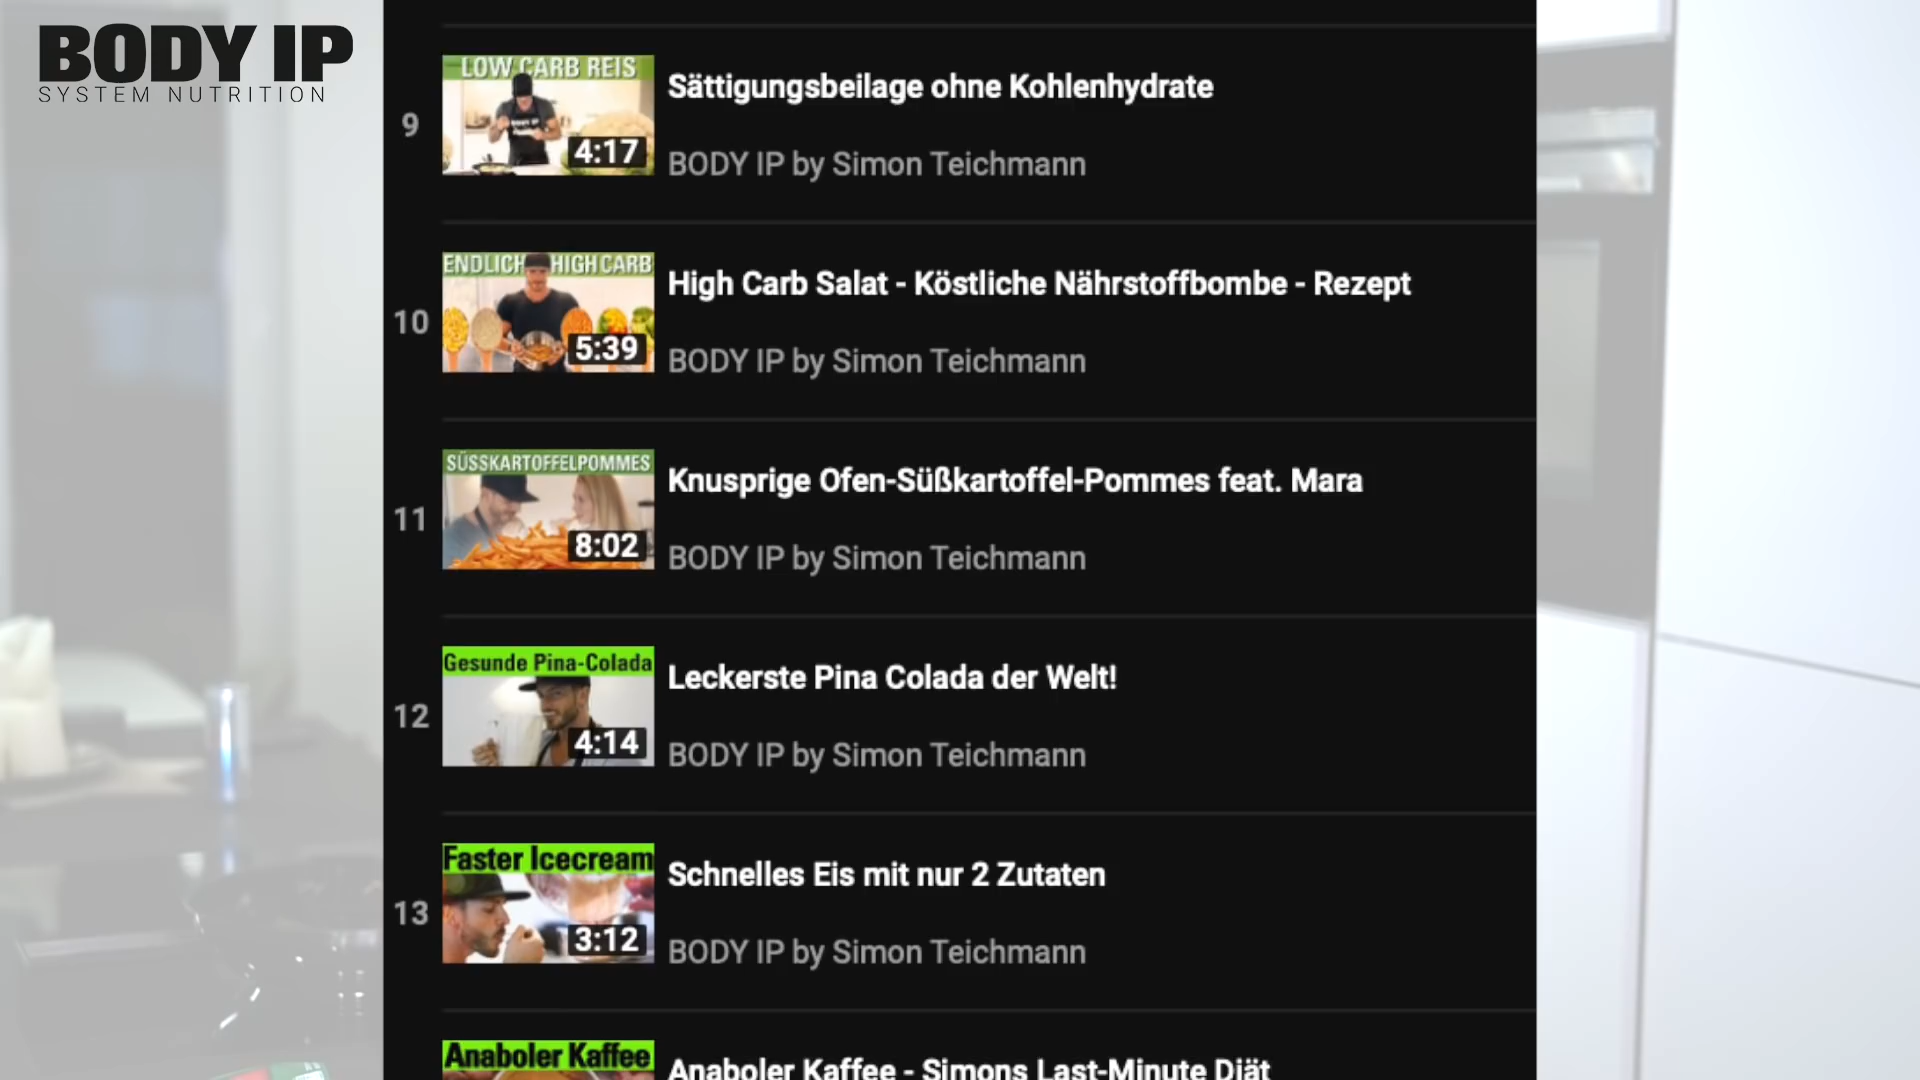 BODY IP
SYSTEM NUTRITION
9
LOW CARB REIS
4:17
Sättigungsbeilage ohne Kohlenhydrate
BODY IP by Simon Teichmann
10
ENDLICH HIGH CARB
5:39
High Carb Salat - Köstliche Nährstoffbombe - Rezept
BODY IP by Simon Teichmann
11
SÜSSKARTOFFELPOMMES
8:02
Knusprige Ofen-Süßkartoffel-Pommes feat. Mara
BODY IP by Simon Teichmann
12
Gesunde Pina-Colada
4:14
Leckerste Pina Colada der Welt!
BODY IP by Simon Teichmann
13
Faster Icecream
3:12
Schnelles Eis mit nur 2 Zutaten
BODY IP by Simon Teichmann
Anaboler Kaffee
Anaboler Kaffee - Simons Last-Minute Diät